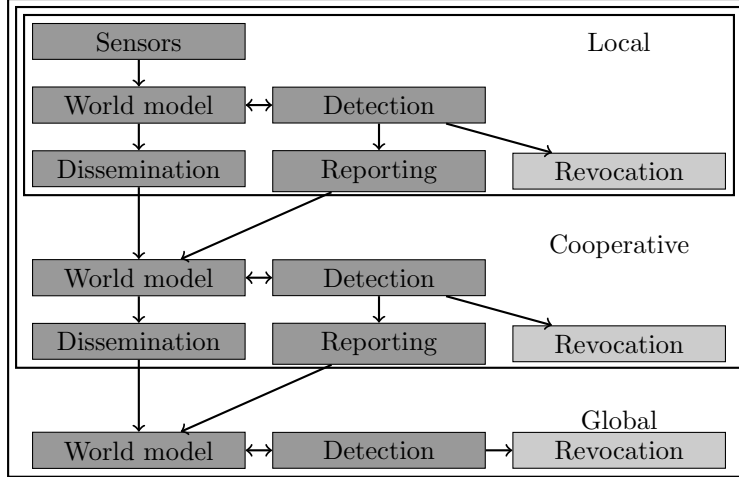 Sensors
Local
World model
Detection
Dissemination
Reporting
Revocation
Cooperative
World model
Detection
Dissemination
Reporting
Revocation
Global
World model
Detection
Revocation